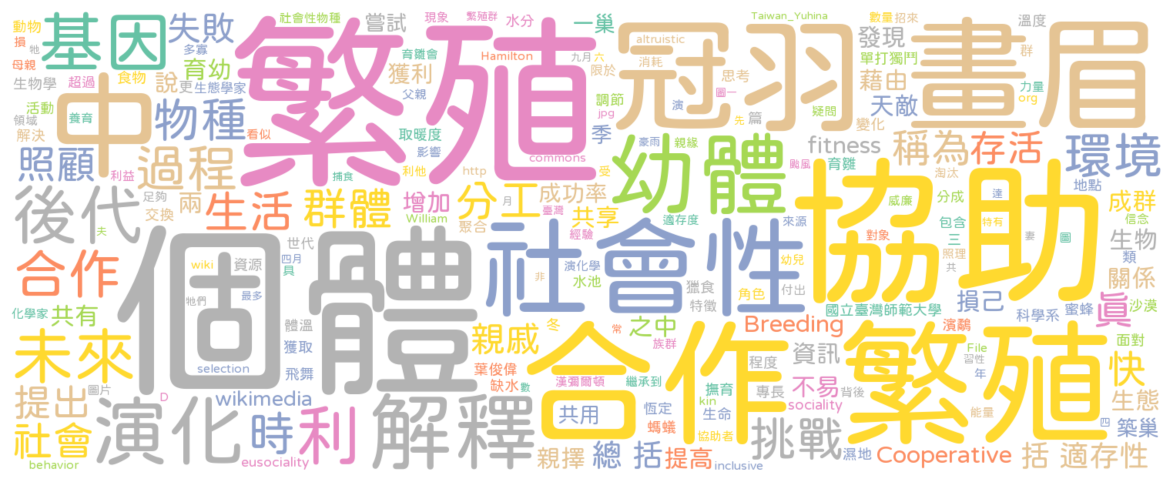 繁殖
個體
協助
合作繁殖
冠羽畫眉
社會性
中
基因
幼體
解釋
演化
後代
未來
合作
過程
物種
環境
挑戰
照顧
生活
群體
分工
親戚
時
利
提出
社會
稱為
存活
失敗
說
育幼
獲利
嘗試
一巢
調節
季
天敵
藉由
發現
單打獨鬥
fitness
成群
生物
關係
真
快
生態
築巢
括 適存性
Cooperative
Breeding
總 括
提高
親擇
共用
共有
wikimedia
增加
兩
成功率
共享
之中
損己
資訊
不易
sociality
inclusive
eusociality
behavior
selection
altruistic
Taiwan_Yuhina
Hamilton
William
commons
http
wiki
File
org
jpg
kin
D
國立臺灣師範大學
科學系
葉俊偉
漢彌爾頓
威廉
社會性物種
現象
繁殖群
水分
九月
六
動物
損
牠
母親
多寡
生物學
超過
食物
更
生態學家
活動
領域
養育
解決
看似
利益
捕食
利他
影響
取暖度
父親
育雛會
消耗
限於
思考
圖一
演
先
篇
疑問
數量
招來
溫度
群
力量
變化
豪雨
親緣
颱風
受
育雛
淘汰
地點
分成
信念
包含
三
連
特有
妻
圖
類
對象
照理
共
來源
適存度
幼兒
經驗
臺灣
月
足夠
交換
夫
聚合
世代
四月
具
資源
最多
牠們
體溫
獲取
飛舞
化學家
圖片
缺水
數
冬
常
非
演化學
水池
獵食
特徵
角色
付出
族群
繼承到
撫育
程度
專長
背後
恆定
生命
螞蟻
協助者
濕地
濱鷸
蜜蜂
沙漠
面對
習性
年
能量
四